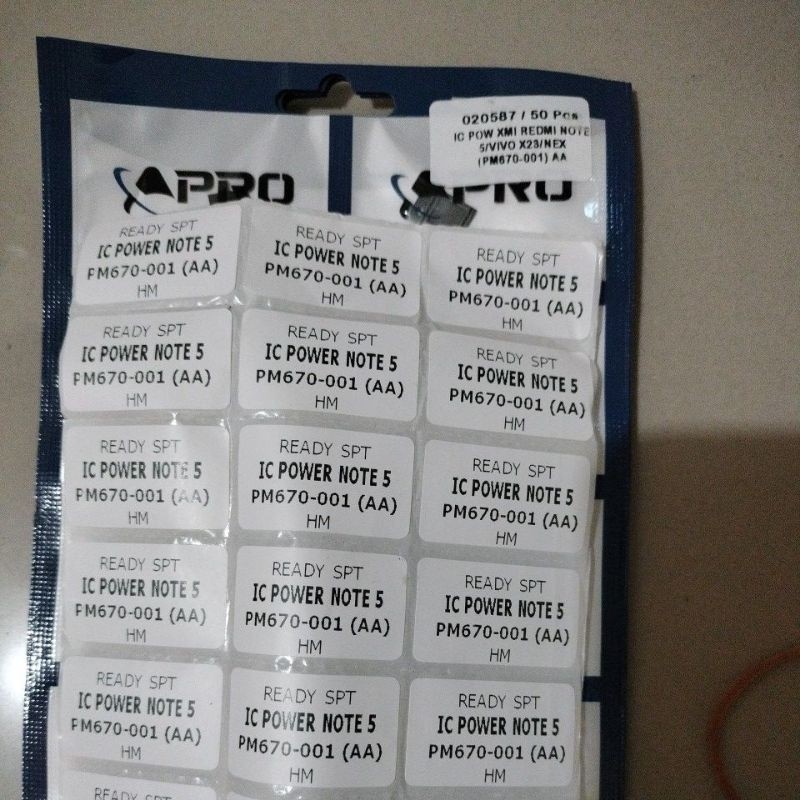 020587 / 50 Pcs
IC POW XMI REDMI NOTE
5/VIVO X23/NEX
(PM670-001) AA
APRO
APRO
READY SPT
IC POWER NOTE 5
PM670-001 (AA)
HM
READY SPT
IC POWER NOTE 5
PM670-001 (AA)
HM
READY SPT
IC POWER NOTE 5
PM670-001 (AA)
HM
READY SPT
IC POWER NOTE 5
PM670-001 (AA)
HM
READY SPT
IC POWER NOTE 5
PM670-001 (AA)
HM
READY SPT
IC POWER NOTE 5
PM670-001 (AA)
HM
READY SPT
IC POWER NOTE 5
PM670-001 (AA)
HM
READY SPT
IC POWER NOTE 5
PM670-001 (AA)
HM
READY SPT
IC POWER NOTE 5
PM670-001 (AA)
HM
READY SPT
IC POWER NOTE 5
PM670-001 (AA)
HM
READY SPT
IC POWER NOTE 5
PM670-001 (AA)
HM
READY SPT
IC POWER NOTE 5
PM670-001 (AA)
HM
READY SPT
IC POWER NOTE 5
PM670-001 (AA)
HM
READY SPT
IC POWER NOTE 5
PM670-001 (AA)
HM
READY SPT
IC POWER NOTE 5
PM670-001 (AA)
HM
READY SPT